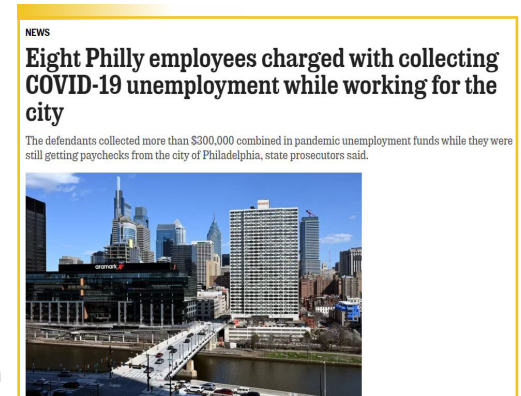 NEWS
Eight Philly employees charged with collecting
COVID-19 unemployment while working for the
city
The defendants collected more than $300,000 combined in pandemic unemployment funds while they were
still getting paychecks from the city of Philadelphia, state prosecutors said.
aramark